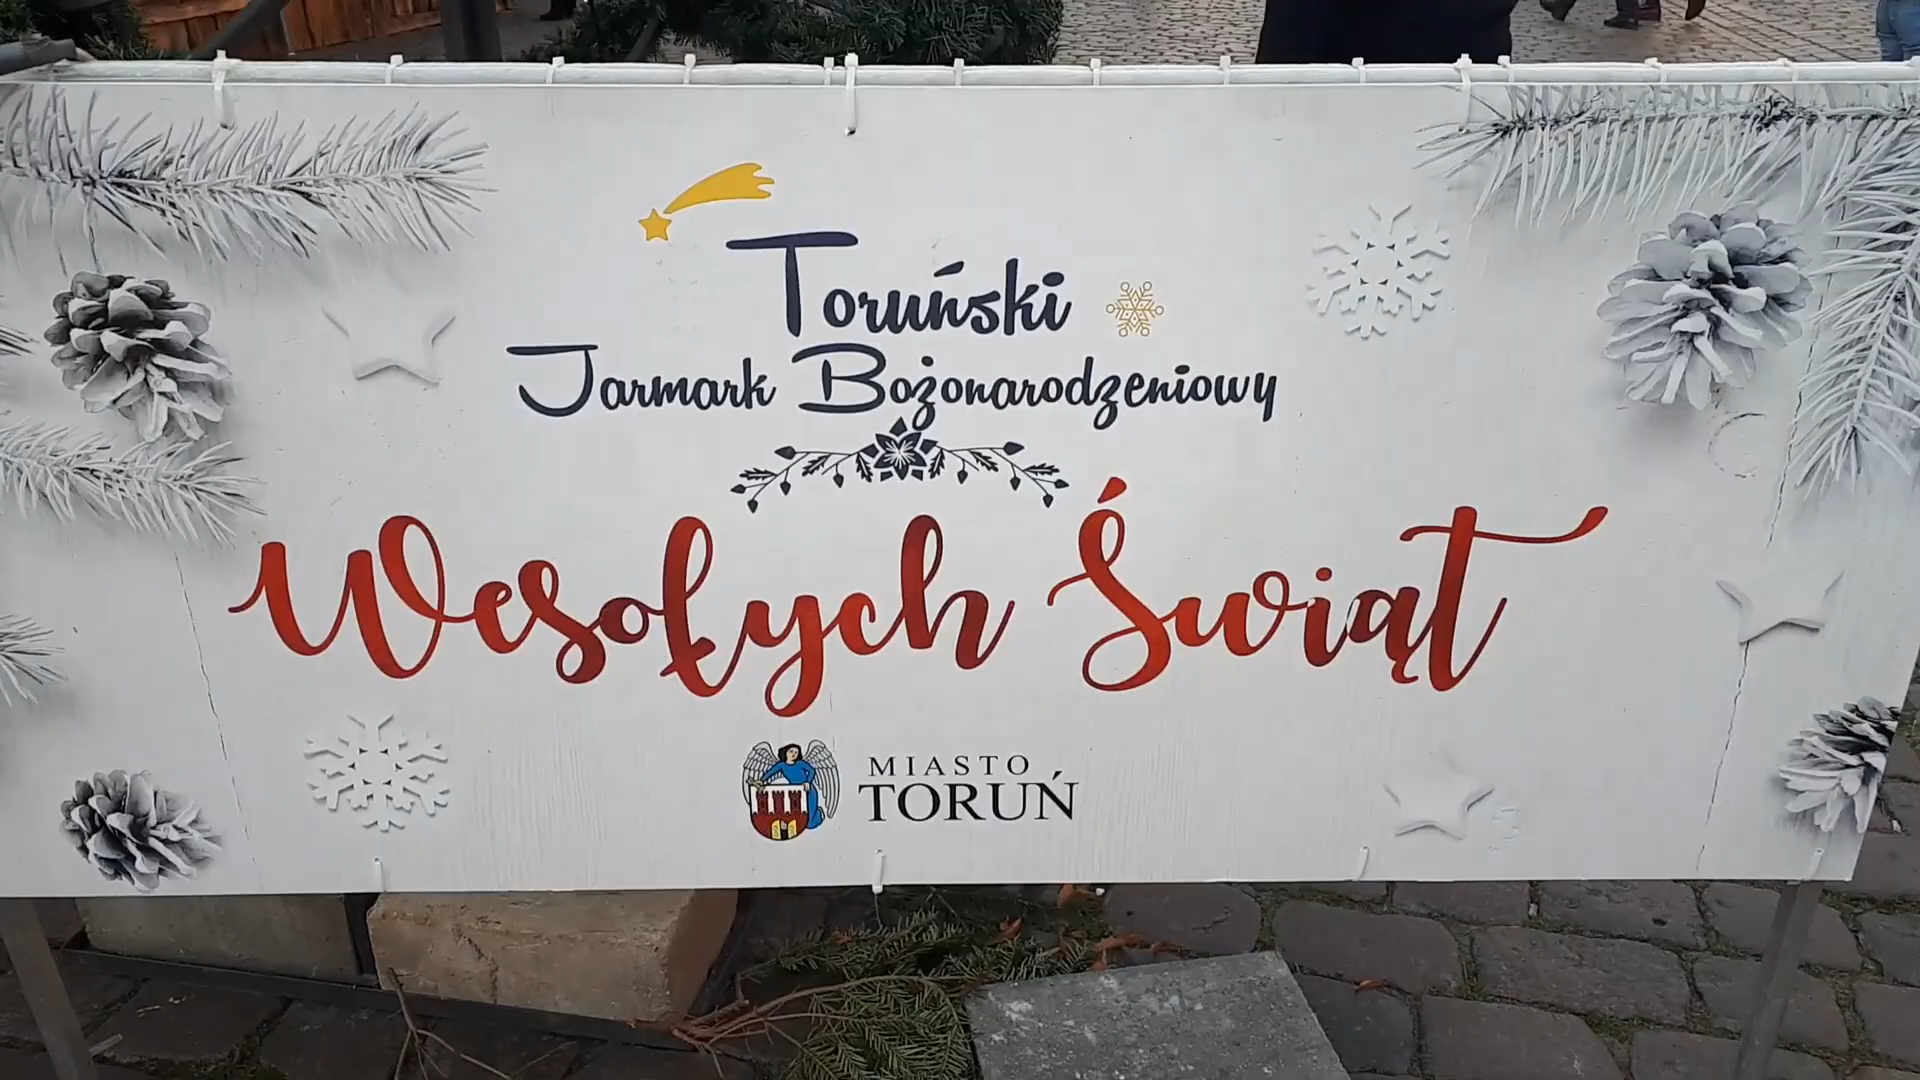 Toruński
Jarmark Bożonarodzeniowy
Wesołych Świąt
MIASTO
TORUŃ